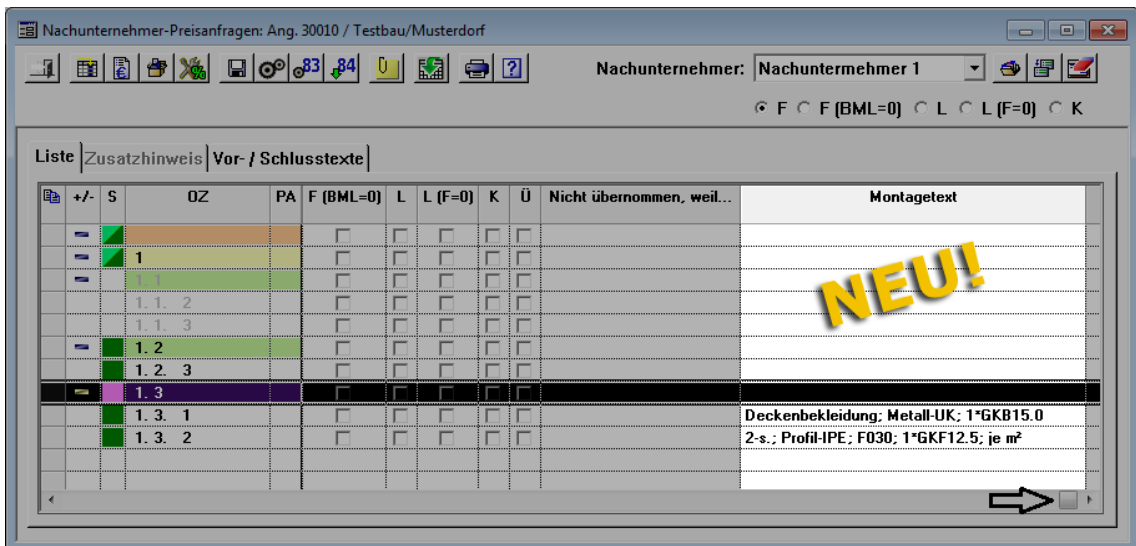 Nachunternehmer-Preisanfragen: Ang. 30010 / Testbau/Musterdorf
83 84 Nachunternehmer: Nachuntermehmer 1
F F (BML=0) L L (F=0) K
Liste Zusatzhinweis Vor- / Schlusstexte
+/- S OZ PA F (BML=0) L L (F=0) K Ü Nicht übernommen, weil... Montagetext
1
1. 1
NEU!
1. 1. 2
1. 1. 3
1. 2
1. 2. 3
1. 3
1. 3. 1 Deckenbekleidung; Metall-UK; 1*GKB15.0
1. 3. 2 2-s.; Profil-IPE; F030; 1*GKF12.5; je m²